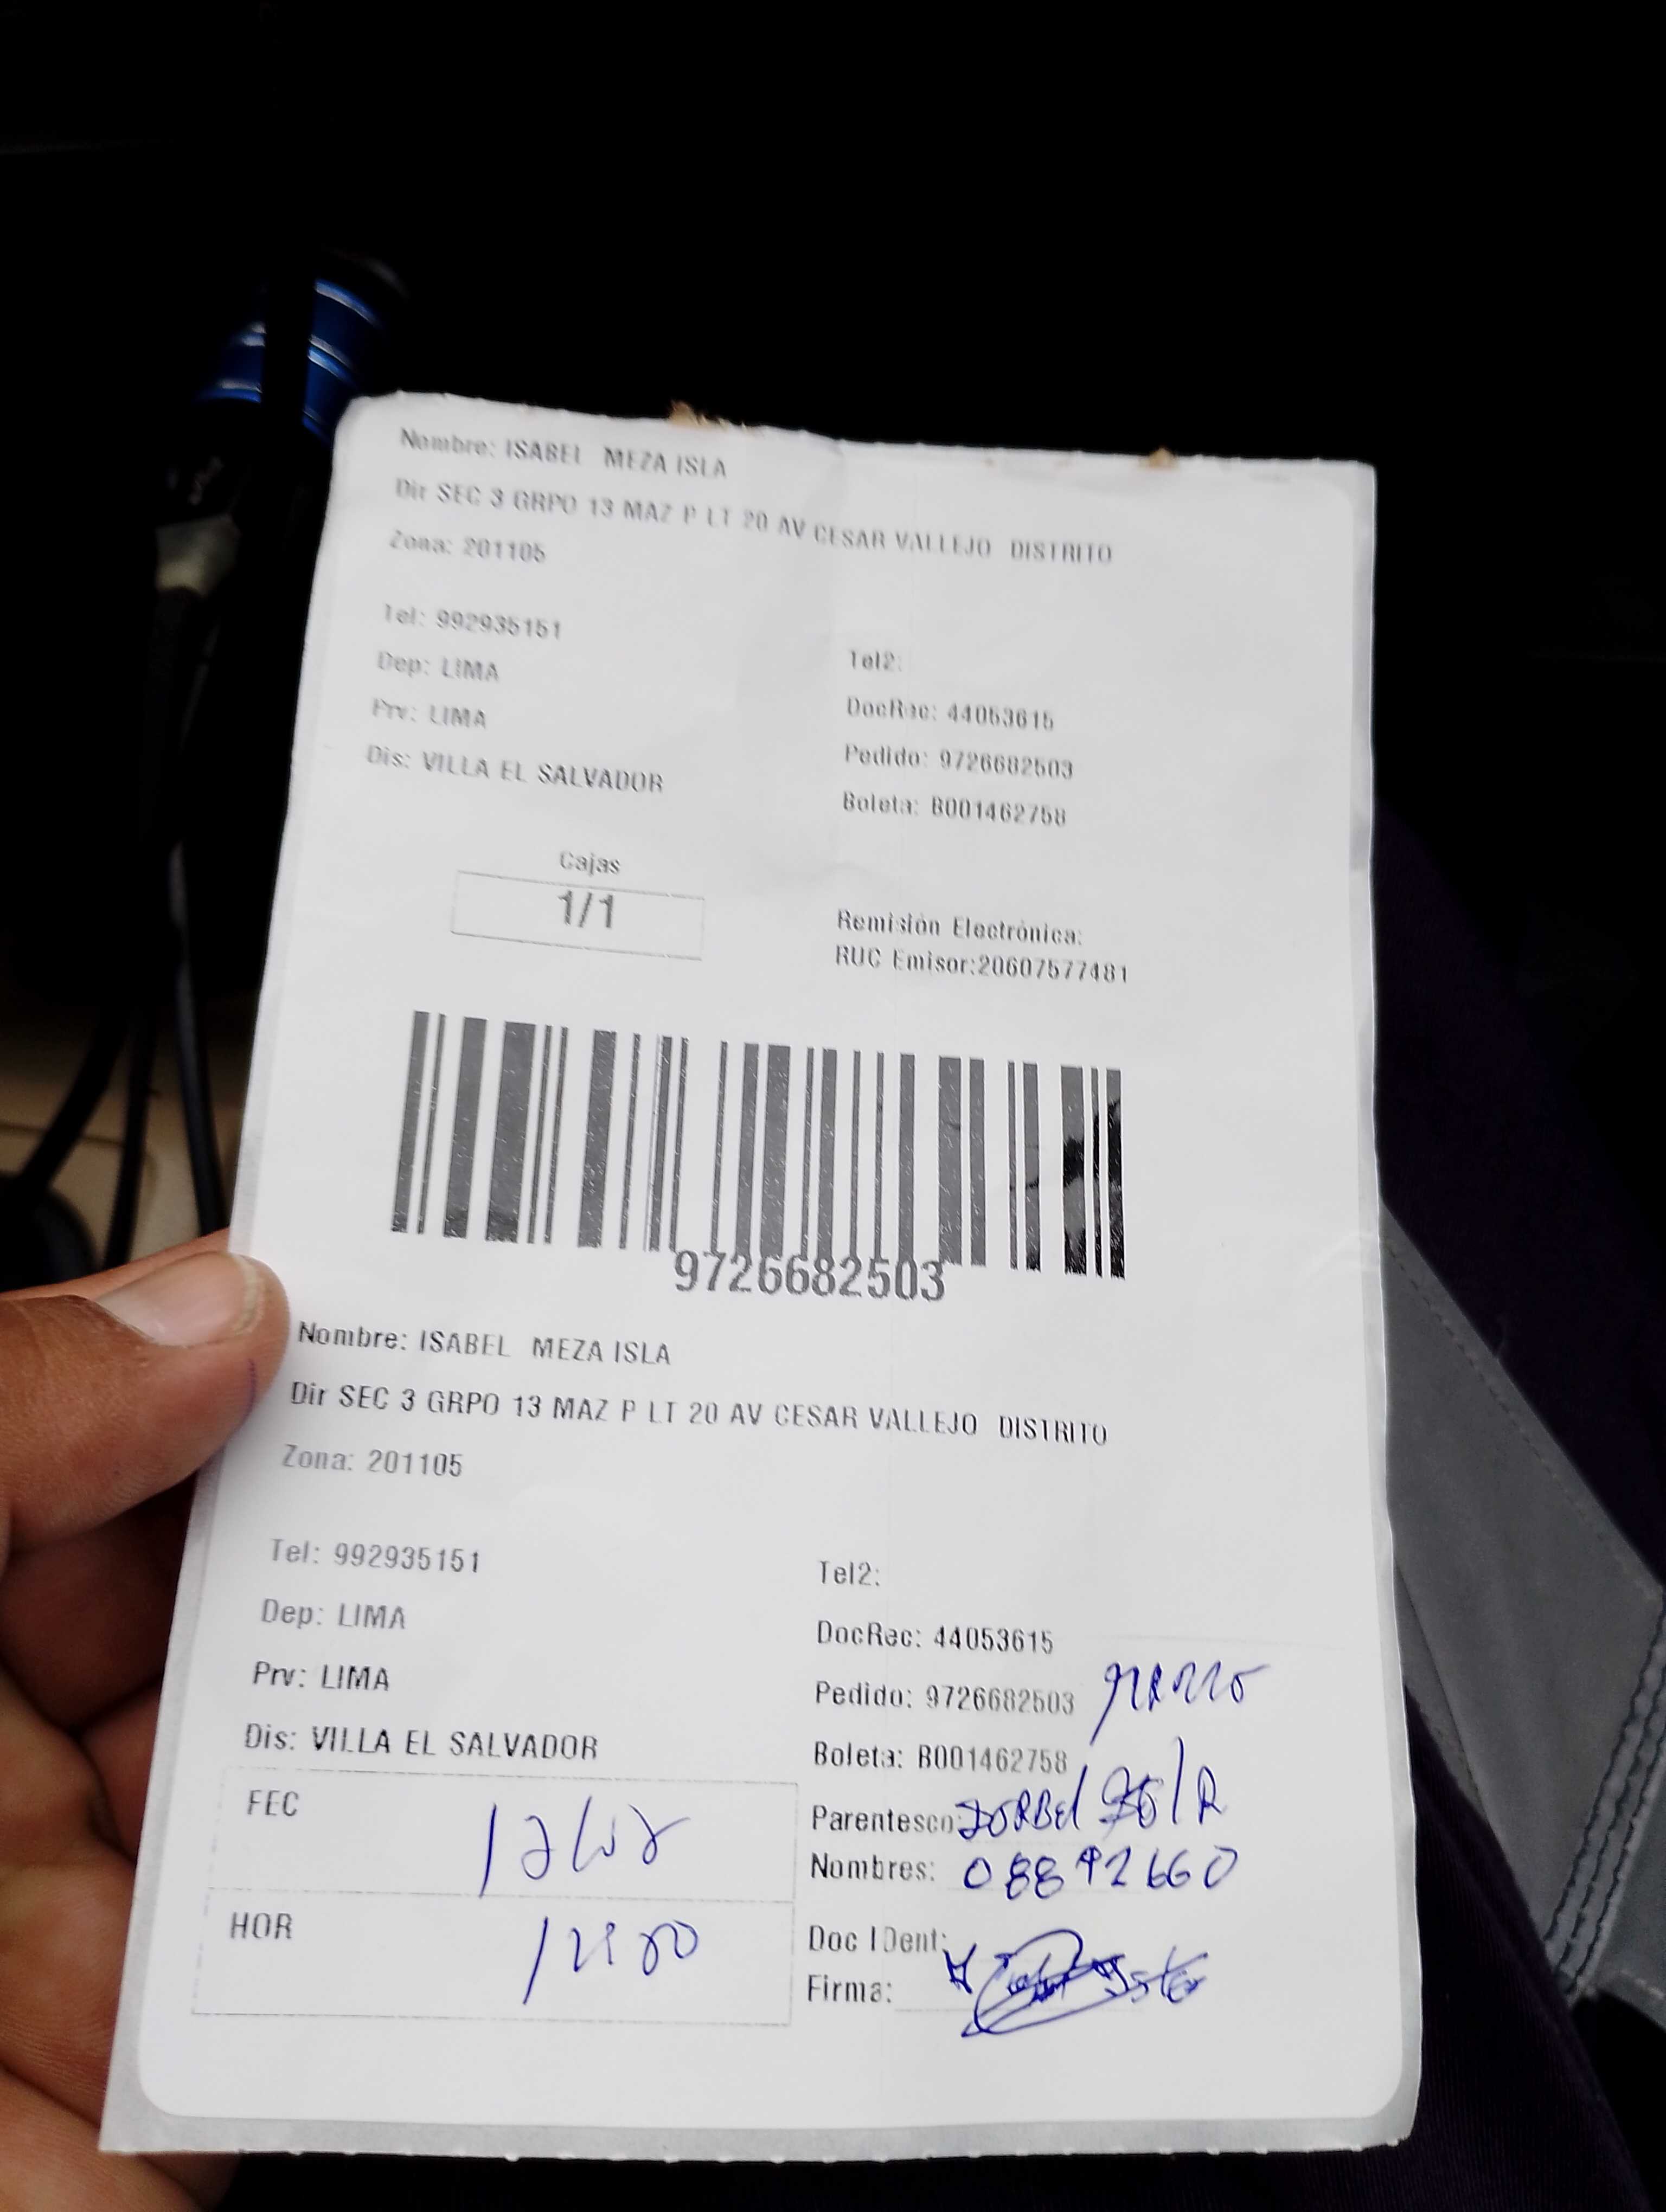 Nombre: ISABEL MEZA ISLA
Dir SEC 3 GRPO 13 MAZ P LT 20 AV CESAR VALLEJO DISTRITO
Zona: 201105
Tel: 992935151
Tel2:
Dep: LIMA
DocRec: 44053615
Prv: LIMA
Pedido: 9726682503
Dis: VILLA EL SALVADOR
Boleta: B001462758
Cajas
1/1
Remisión Electrónica:
RUC Emisor:20607577481
9726682503
Nombre: ISABEL MEZA ISLA
Dir SEC 3 GRPO 13 MAZ P LT 20 AV CESAR VALLEJO DISTRITO
Zona: 201105
Tel: 992935151
Tel2:
Dep: LIMA
DocRec: 44053615
Prv: LIMA
Pedido: 9726682503
Dis: VILLA EL SALVADOR
Boleta: B001462758
FEC
Parentesco:
Nombres: 08892660
HOR
Doc IDent:
Firma: